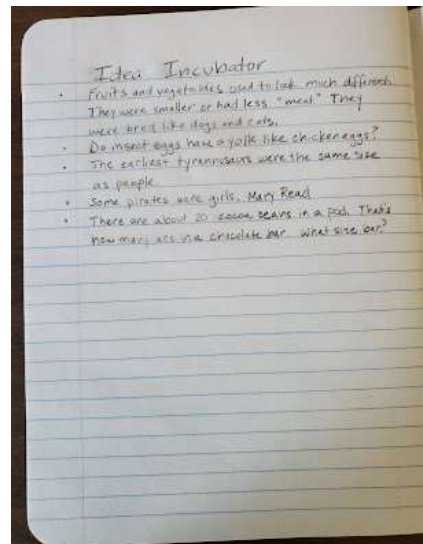 Idea Incubator
• Fruits and vegetables used to look much different.
They were smaller or had less "meat" They
were bred like dogs and cats.
• Do insect eggs have a yolk like chicken eggs?
• The earliest tyrannosaurs were the same size
as people.
• Some pirates were girls. Mary Read
• There are about 20 cocoa beans in a pod. That's
how many are in a chocolate bar. What size bar?